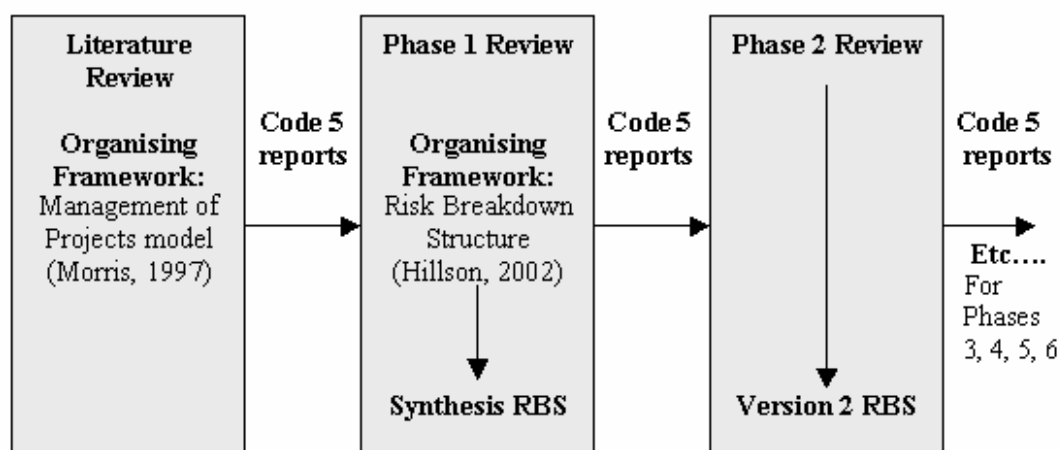 Literature
Review
Organising
Framework:
Management of
Projects model
(Morris, 1997)
Code 5
reports
Phase 1 Review
Organising
Framework:
Risk Breakdown
Structure
(Hillson, 2002)
Synthesis RBS
Code 5
reports
Phase 2 Review
Version 2 RBS
Code 5
reports
Etc….
For
Phases
3, 4, 5, 6